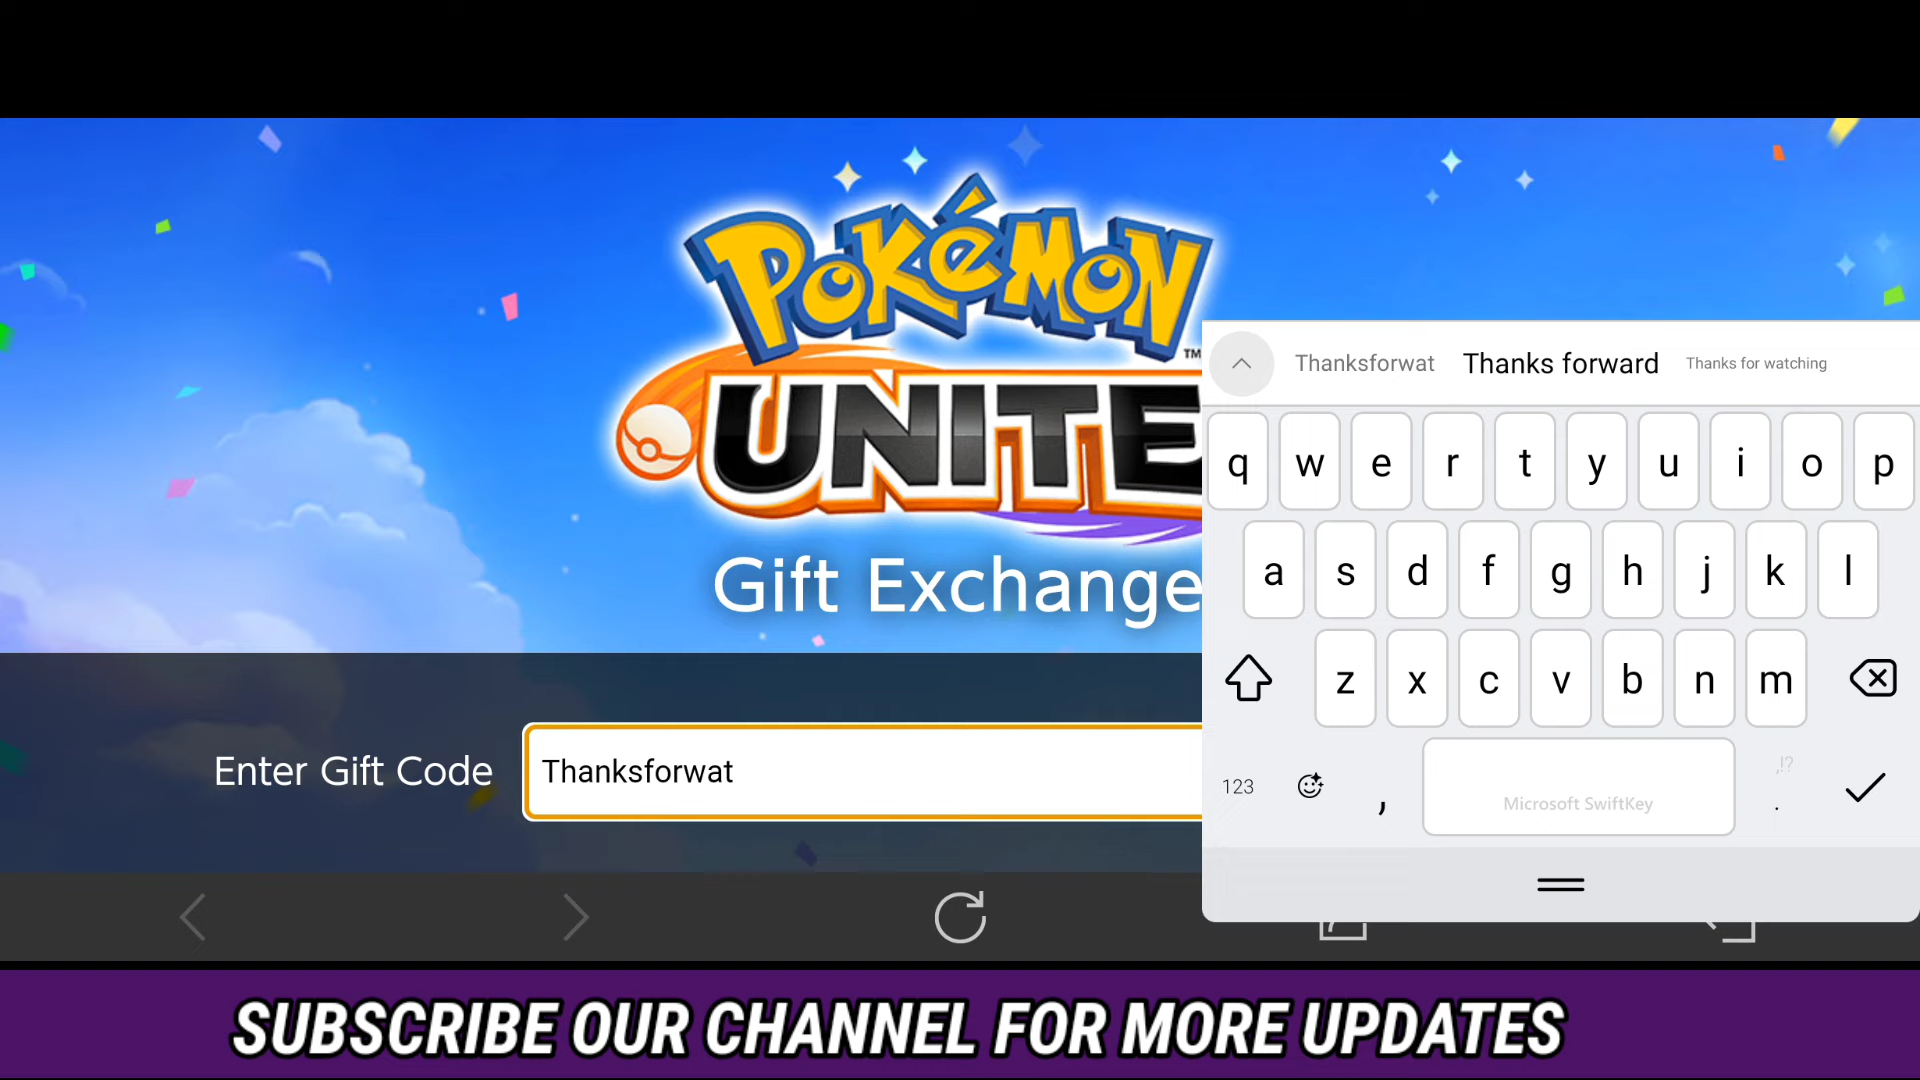 POKÉMON
TM
UNITE
Gift Exchange
Thanksforwat Thanks forward Thanks for watching
q w e r t y u i o p
a s d f g h j k l
z x c v b n m
123 , ,!? .
Microsoft SwiftKey
Enter Gift Code Thanksforwat
SUBSCRIBE OUR CHANNEL FOR MORE UPDATES